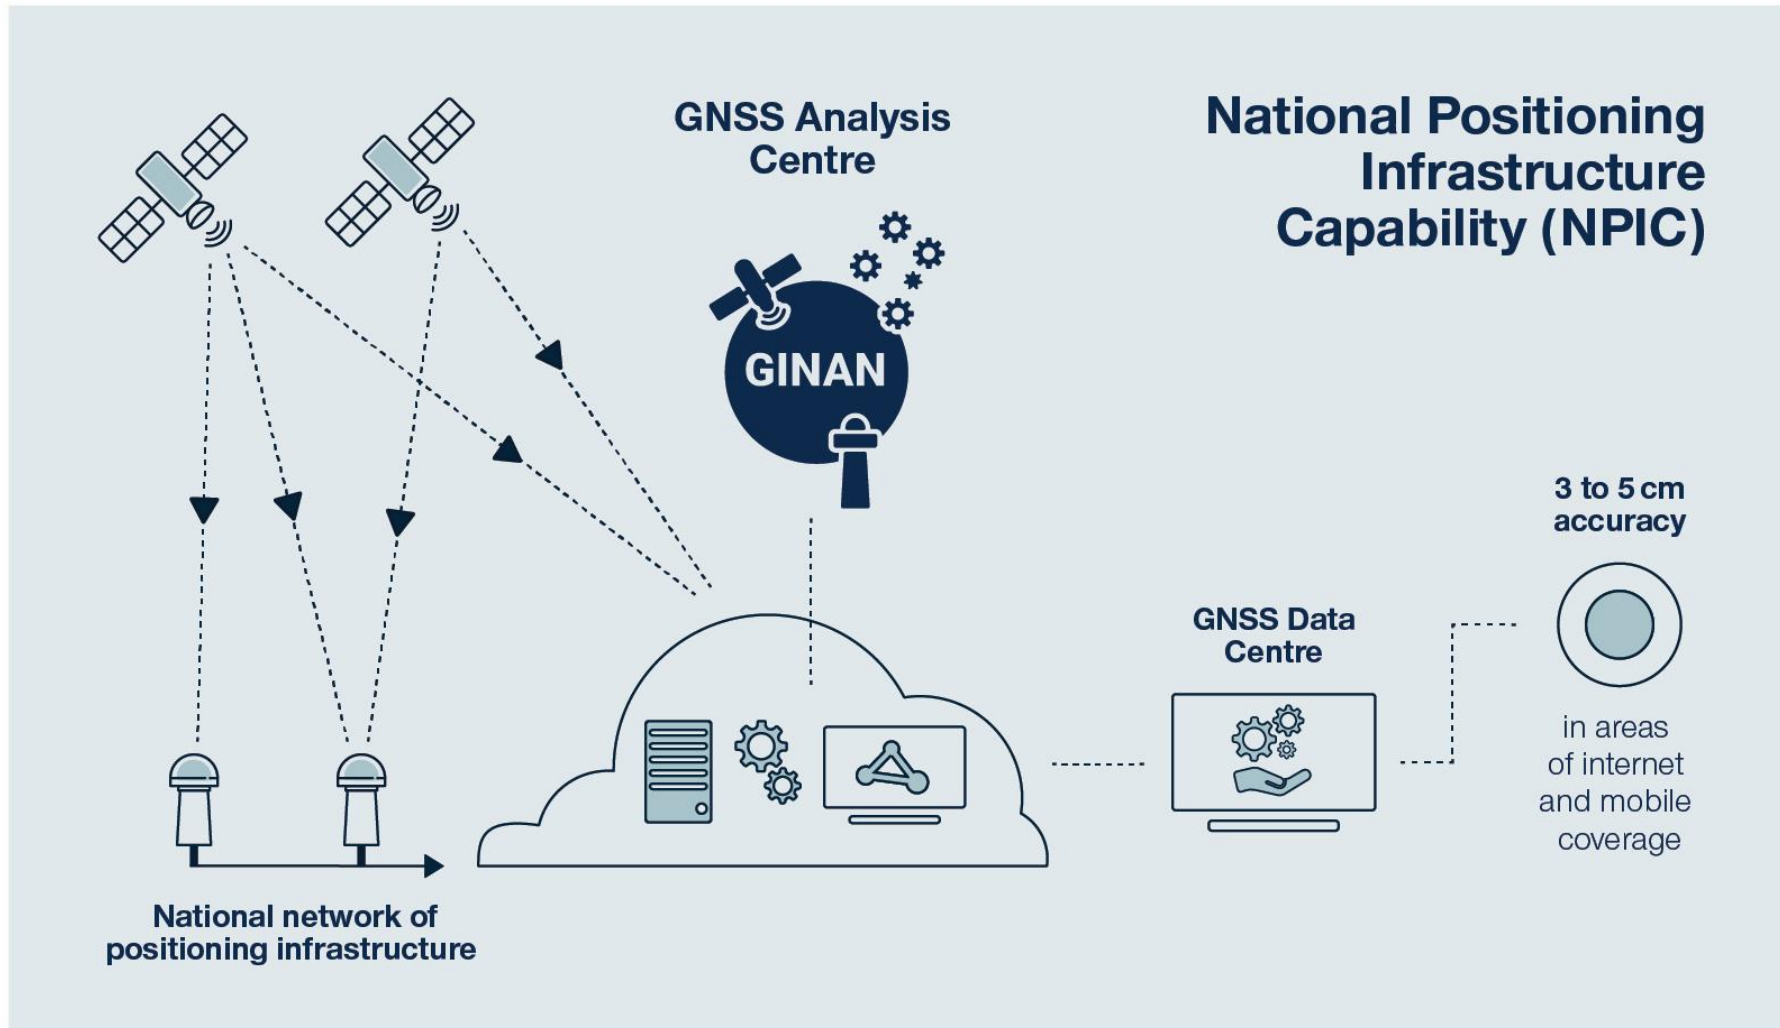 National Positioning
Infrastructure
Capability (NPIC)
GNSS Analysis
Centre
GINAN
National network of
positioning infrastructure
GNSS Data
Centre
3 to 5 cm
accuracy
in areas
of internet
and mobile
coverage